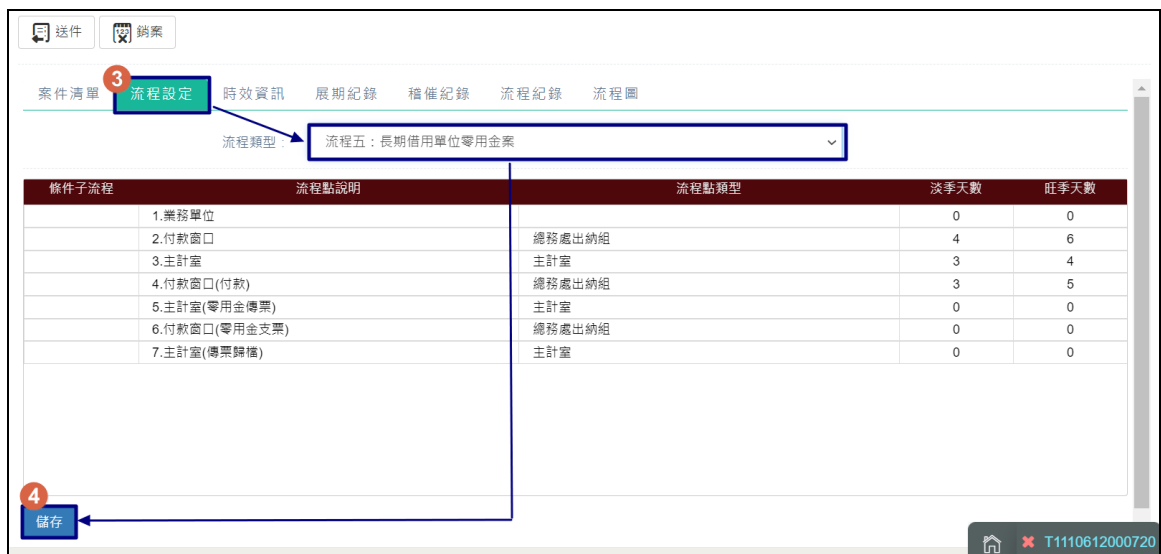 送件 銷案
3
案件清單 流程設定 時效資訊 展期紀錄 稽催紀錄 流程紀錄 流程圖
流程類型： 流程五：長期借用單位零用金案
條件子流程 流程點說明 流程點類型 淡季天數 旺季天數
1.業務單位 0 0
2.付款窗口 總務處出納組 4 6
3.主計室 主計室 3 4
4.付款窗口(付款) 總務處出納組 3 5
5.主計室(零用金傳票) 主計室 0 0
6.付款窗口(零用金支票) 總務處出納組 0 0
7.主計室(傳票歸檔) 主計室 0 0
4
儲存
T1110612000720